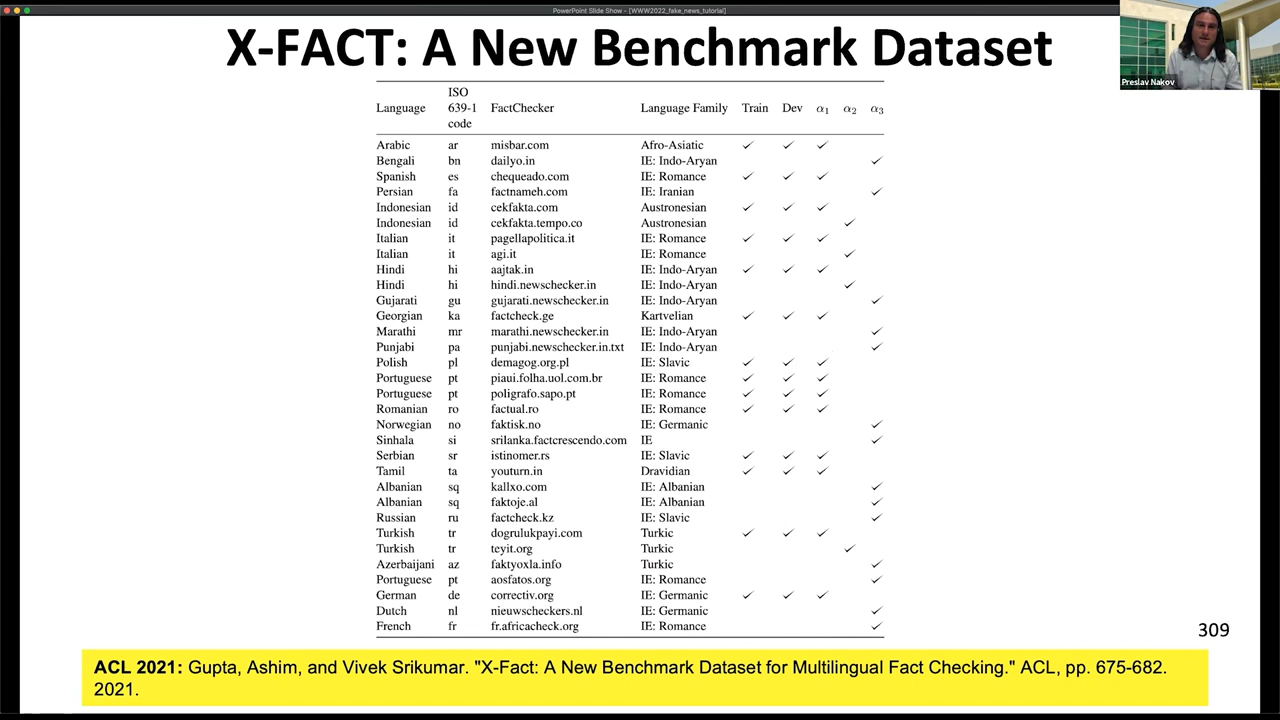 PowerPoint Slide Show - [WWW2022_fake_news_tutorial]
X-FACT: A New Benchmark Dataset
Preslav Nakov
Language ISO 639-1 code FactChecker Language Family Train Dev α1 α2 α3
Arabic ar misbar.com Afro-Asiatic ✓ ✓ ✓
Bengali bn dailyo.in IE: Indo-Aryan ✓
Spanish es chequeado.com IE: Romance ✓ ✓ ✓
Persian fa factnameh.com IE: Iranian ✓
Indonesian id cekfakta.com Austronesian ✓ ✓ ✓
Indonesian id cekfakta.tempo.co Austronesian ✓
Italian it pagellapolitica.it IE: Romance ✓ ✓ ✓
Italian it agi.it IE: Romance ✓
Hindi hi aajtak.in IE: Indo-Aryan ✓ ✓ ✓
Hindi hi hindi.newschecker.in IE: Indo-Aryan ✓
Gujarati gu gujarati.newschecker.in IE: Indo-Aryan ✓
Georgian ka factcheck.ge Kartvelian ✓ ✓ ✓
Marathi mr marathi.newschecker.in IE: Indo-Aryan ✓
Punjabi pa punjabi.newschecker.in.txt IE: Indo-Aryan ✓
Polish pl demagog.org.pl IE: Slavic ✓ ✓ ✓
Portuguese pt piaui.folha.uol.com.br IE: Romance ✓ ✓ ✓
Portuguese pt poligrafo.sapo.pt IE: Romance ✓ ✓ ✓
Romanian ro factual.ro IE: Romance ✓ ✓ ✓
Norwegian no faktisk.no IE: Germanic ✓
Sinhala si srilanka.factcrescendo.com IE ✓
Serbian sr istinomer.rs IE: Slavic ✓ ✓ ✓
Tamil ta youturn.in Dravidian ✓ ✓ ✓
Albanian sq kallxo.com IE: Albanian ✓
Albanian sq faktoje.al IE: Albanian ✓
Russian ru factcheck.kz IE: Slavic ✓
Turkish tr dogrulukpayi.com Turkic ✓ ✓ ✓
Turkish tr teyit.org Turkic ✓
Azerbaijani az faktyoxla.info Turkic ✓
Portuguese pt aosfatos.org IE: Romance ✓
German de correctiv.org IE: Germanic ✓ ✓ ✓
Dutch nl nieuwscheckers.nl IE: Germanic ✓
French fr fr.africacheck.org IE: Romance ✓
309
ACL 2021: Gupta, Ashim, and Vivek Srikumar. "X-Fact: A New Benchmark Dataset for Multilingual Fact Checking." ACL, pp. 675-682.
2021.